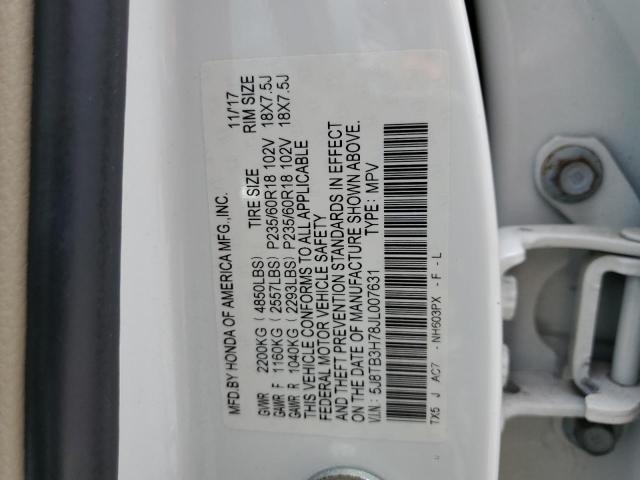 MFD.BY HONDA OF AMERICA MFG.,INC. 11/17
TIRE SIZE RIM SIZE
GVWR 2200KG (4850LBS)
GAWR F 1160KG (2557LBS) P235/60R18 102V 18X7.5J
GAWR R 1040KG (2293LBS) P235/60R18 102V 18X7.5J
THIS VEHICLE CONFORMS TO ALL APPLICABLE
FEDERAL MOTOR VEHICLE SAFETY
AND THEFT PREVENTION STANDARDS IN EFFECT
ON THE DATE OF MANUFACTURE SHOWN ABOVE.
V.I.N: 5J8TB3H78JL007631 TYPE: MPV
TX5 J AC7 - NH603PX - F - L